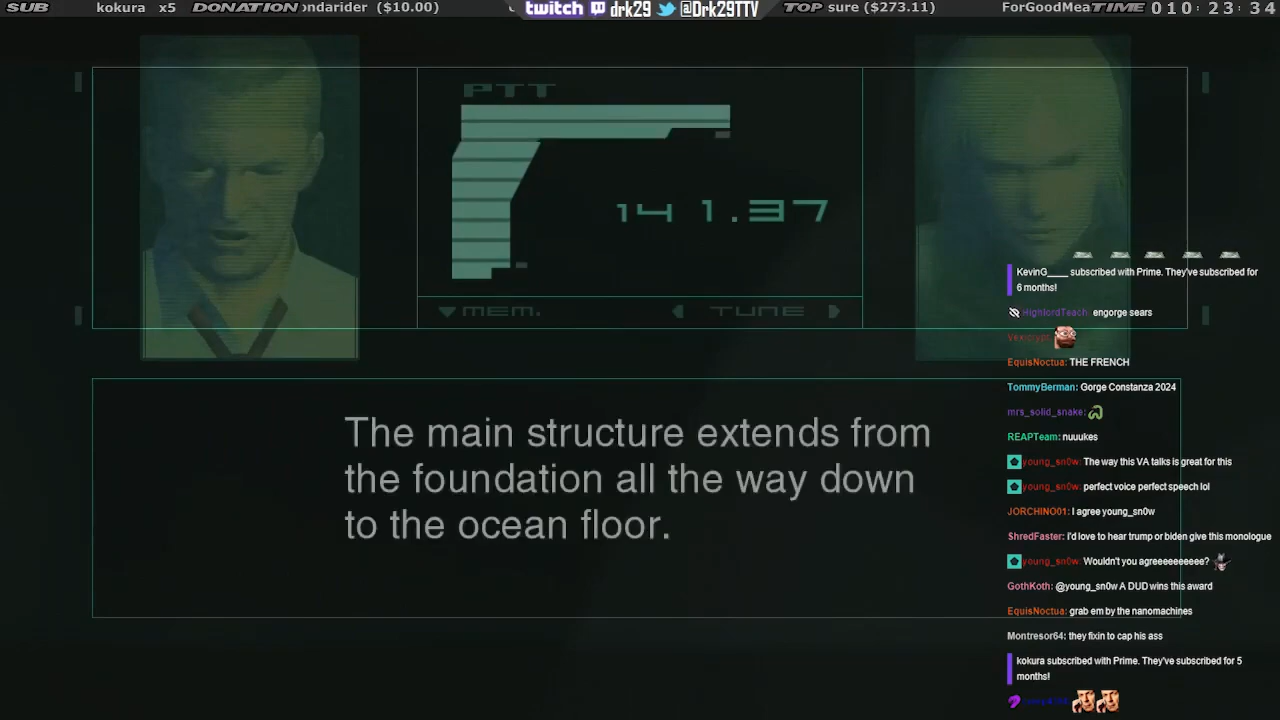 SUB kokura x5 DONATION ondarider ($10.00) twitch drk29 @Drk29TTV TOP sure ($273.11) ForGoodMea TIME 010:23:34
PTT
141.37
MEM. TUNE
The main structure extends from
the foundation all the way down
to the ocean floor.
KevinG____ subscribed with Prime. They've subscribed for
6 months!
HighlordTeach engorge sears
EquisNoctua: THE FRENCH
TommyBerman: Gorge Constanza 2024
mrs_solid_snake:
REAPTeam: nuuukes
young_sn0w: The way this VA talks is great for this
young_sn0w: perfect voice perfect speech lol
JORCHINO01: I agree young_sn0w
ShredFaster: i'd love to hear trump or biden give this monologue
young_sn0w: Wouldn't you agreeeeeeeeee?
GothKoth: @young_sn0w A DUD wins this award
EquisNoctua: grab em by the nanomachines
Montresor64: they fixin to cap his ass
kokura subscribed with Prime. They've subscribed for 5
months!